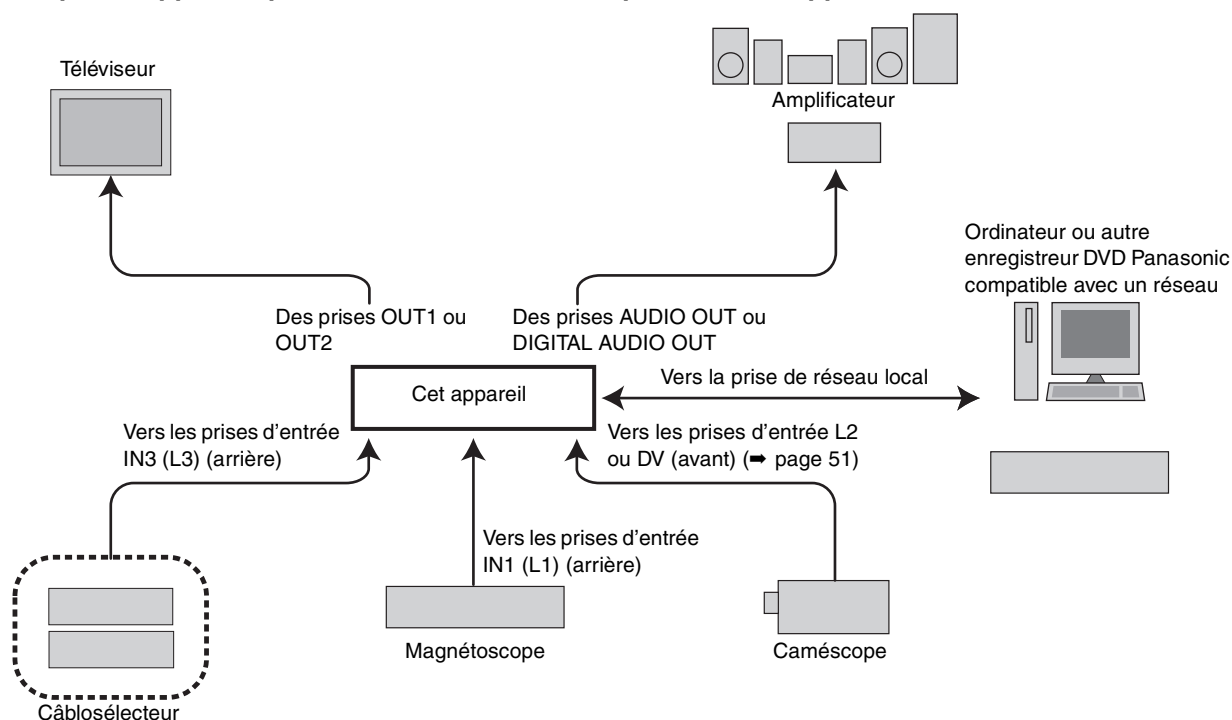 Téléviseur
Amplificateur
Ordinateur ou autre
enregistreur DVD Panasonic
compatible avec un réseau
Des prises OUT1 ou
OUT2
Des prises AUDIO OUT ou
DIGITAL AUDIO OUT
Cet appareil
Vers la prise de réseau local
Vers les prises d'entrée
IN3 (L3) (arrière)
Vers les prises d'entrée L2
ou DV (avant) (➡ page 51)
Vers les prises d'entrée
IN1 (L1) (arrière)
Magnétoscope
Caméscope
Câblosélecteur